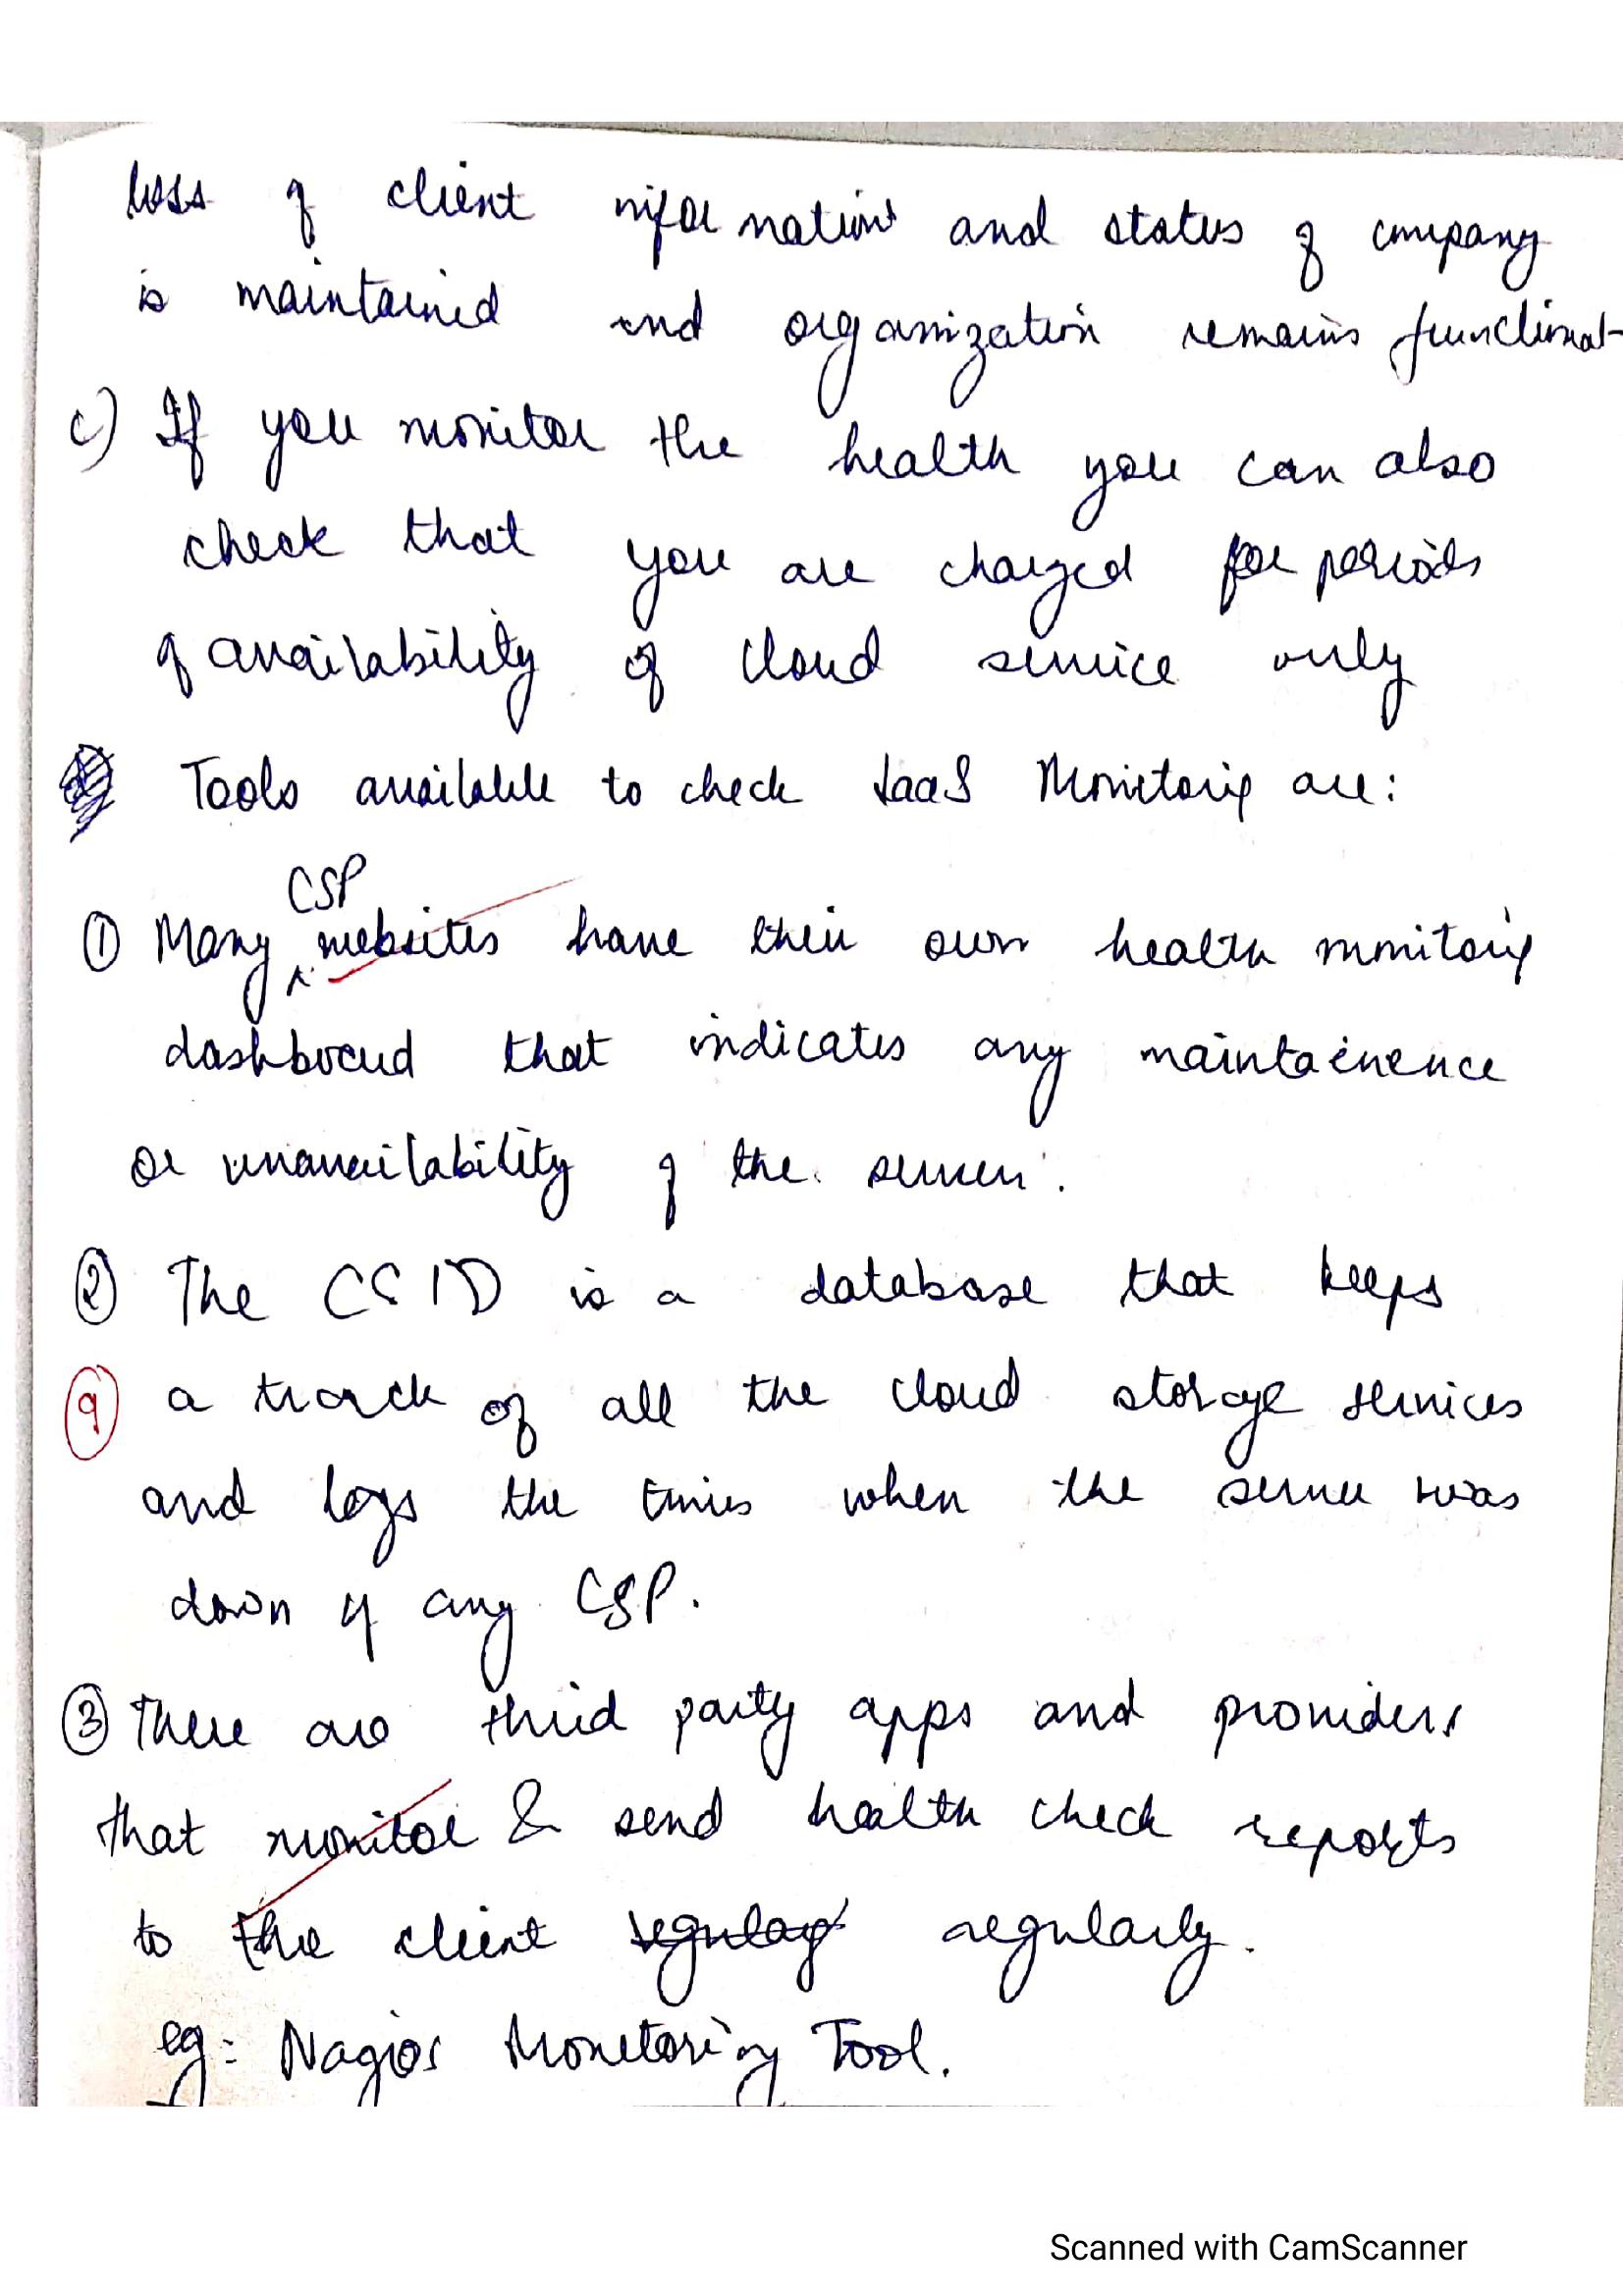 loss of client information and status of company
is maintained and organization remains functional
c) If you monitor the health you can also
check that you are charged for periods
of availability of cloud service only
Tools available to check SaaS Monitoring are:
CSP
① Many websites have their own health monitoring
dashboard that indicates any maintainence
or unavailability of the server.
② The CSID is a database that keeps
9 a track of all the cloud storage services
and logs the times when the server was
down of any CSP.
③ There are third party apps and providers
that monitor & send health check reports
to the client regulay regularly.
eg: Nagios Monitoring Tool.
Scanned with CamScanner